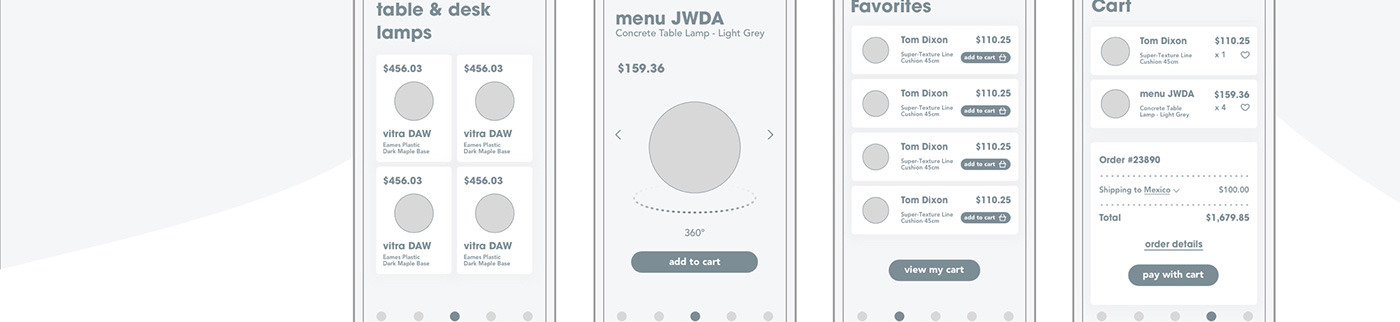 table & desk
lamps
$456.03
$456.03
vitra DAW
vitra DAW
Eames Plastic
Dark Maple Base
Eames Plastic
Dark Maple Base
$456.03
$456.03
vitra DAW
vitra DAW
Eames Plastic
Dark Maple Base
Eames Plastic
Dark Maple Base
menu JWDA
Concrete Table Lamp - Light Grey
$159.36
360°
add to cart
Favorites
Tom Dixon
$110.25
Super-Texture Line
Cushion 45cm
add to cart
Tom Dixon
$110.25
Super-Texture Line
Cushion 45cm
add to cart
Tom Dixon
$110.25
Super-Texture Line
Cushion 45cm
add to cart
Tom Dixon
$110.25
Super-Texture Line
Cushion 45cm
add to cart
view my cart
Cart
Tom Dixon
$110.25
Super-Texture Line
Cushion 45cm
x 1
menu JWDA
$159.36
Concrete Table
Lamp - Light Grey
x 4
Order #23890
Shipping to Mexico
$100.00
Total
$1,679.85
order details
pay with cart